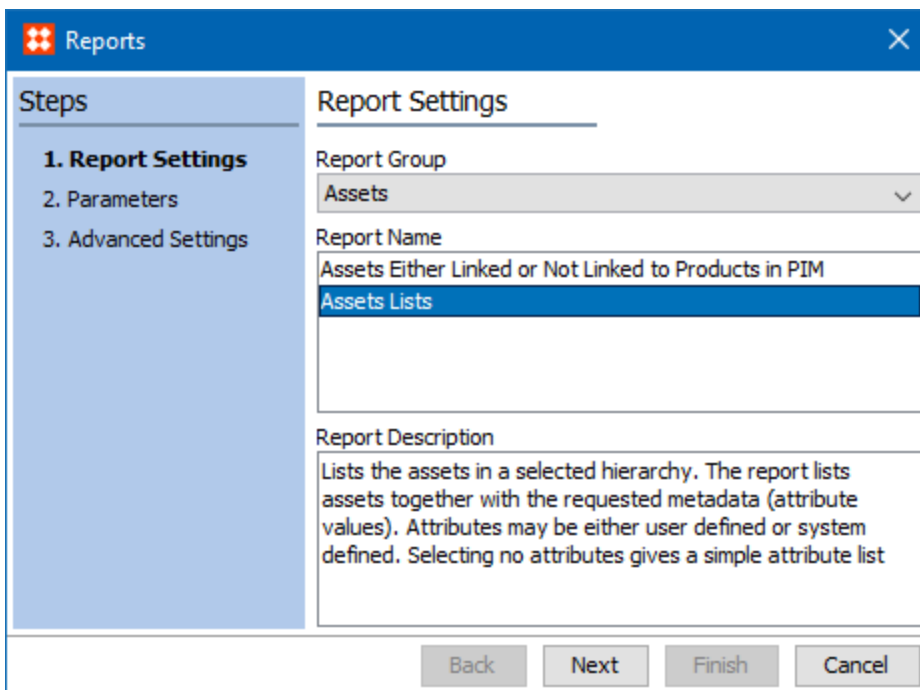 Reports
Steps
1. Report Settings
2. Parameters
3. Advanced Settings
Report Settings
Report Group
Assets
Report Name
Assets Either Linked or Not Linked to Products in PIM
Assets Lists
Report Description
Lists the assets in a selected hierarchy. The report lists
assets together with the requested metadata (attribute
values). Attributes may be either user defined or system
defined. Selecting no attributes gives a simple attribute list
Back
Next
Finish
Cancel